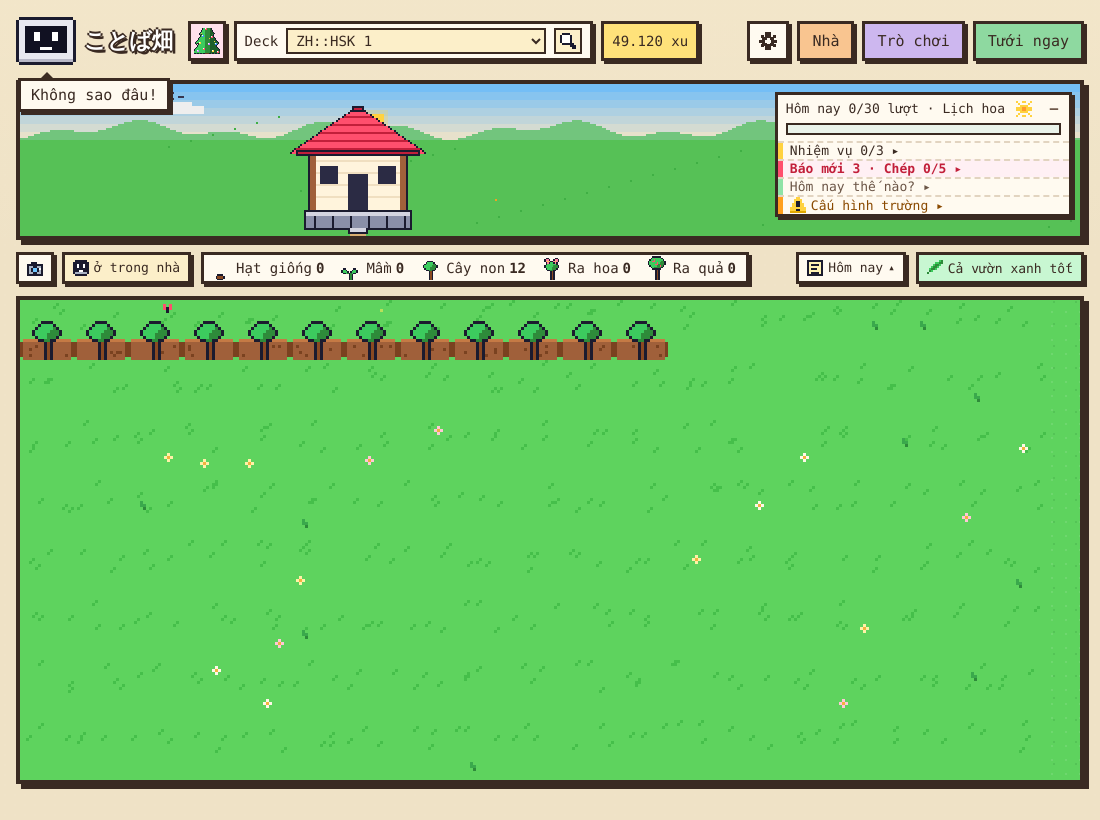 ことば畑
Deck
ZH::HSK 1
49.120 xu
Nhà
Trò chơi
Tưới ngay
Không sao đâu!
Hôm nay 0/30 lượt · Lịch hoa
Nhiệm vụ 0/3 ▸
Báo mới 3 · Chép 0/5 ▸
Hôm nay thế nào? ▸
Cấu hình trường ▸
ở trong nhà
Hạt giống 0
Mầm 0
Cây non 12
Ra hoa 0
Ra quả 0
Hôm nay ▴
Cả vườn xanh tốt